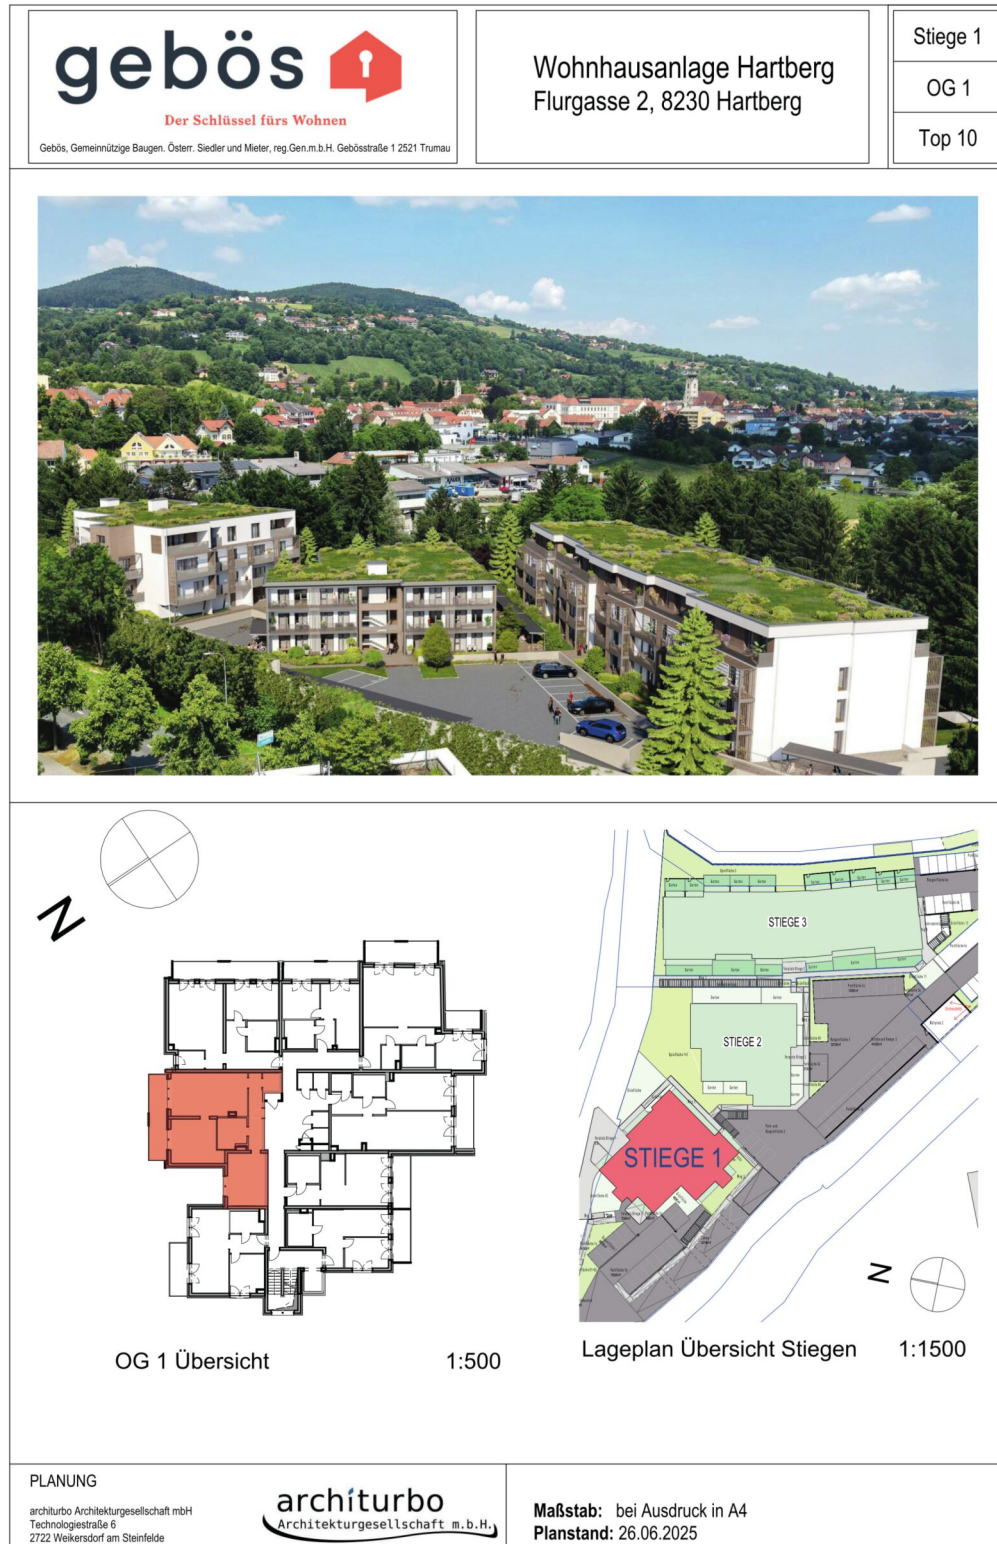 gebös
Der Schlüssel fürs Wohnen
Gebös, Gemeinnützige Baugen. Österr. Siedler und Mieter, reg.Gen.m.b.H. Gebösstraße 1 2521 Trumau
Wohnhausanlage Hartberg
Flurgasse 2, 8230 Hartberg
Stiege 1
OG 1
Top 10
N
OG 1 Übersicht 1:500
STIEGE 3
STIEGE 2
STIEGE 1
N
Lageplan Übersicht Stiegen 1:1500
PLANUNG
architurbo Architekturgesellschaft mbH
Technologiestraße 6
2722 Weikersdorf am Steinfelde
architurbo
Architekturgesellschaft m.b.H.
Maßstab: bei Ausdruck in A4
Planstand: 26.06.2025